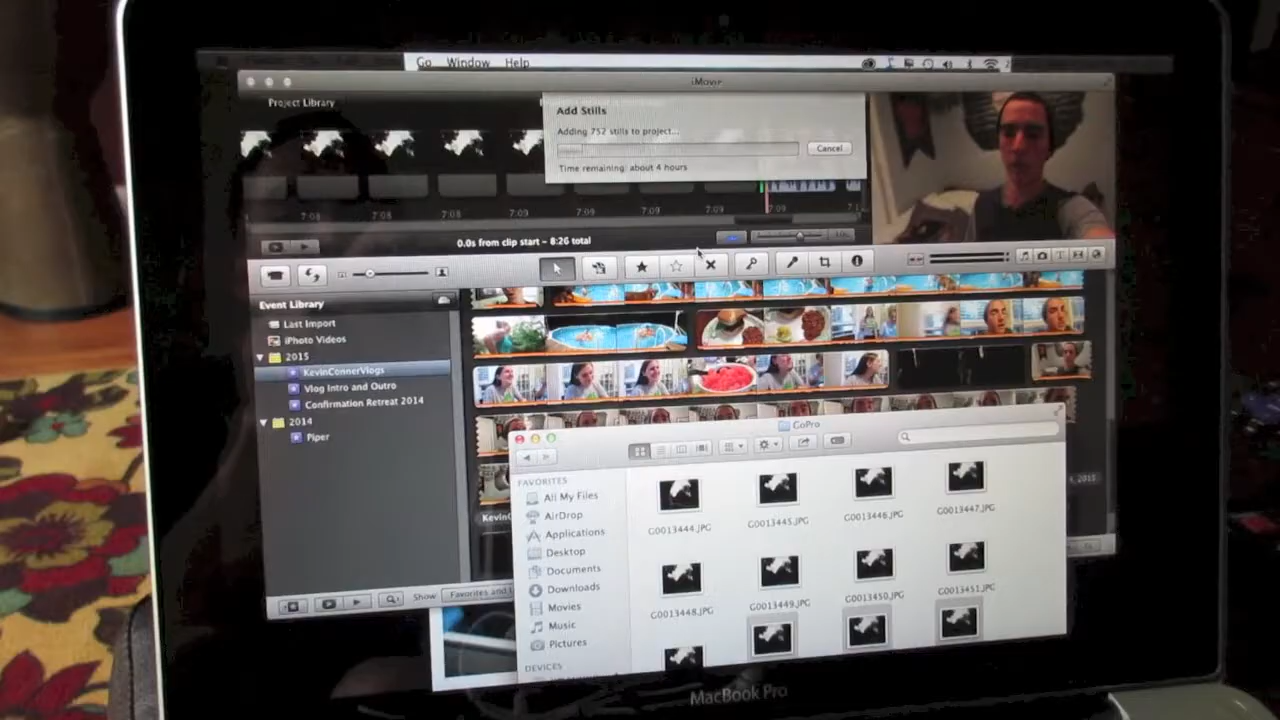 Go Window Help
iMovie
Project Library
Add Stills
Adding 752 stills to project...
Cancel
Time remaining: about 4 hours
7:08 7:08 7:08 7:09 7:09 7:09 7:09 7:09
0.0s from clip start - 8:26 total
Event Library
Last Import
iPhoto Videos
2015
KevinConnerVlogs
Vlog Intro and Outro
Confirmation Retreat 2014
2014
Piper
Show: Favorites and
GoPro
FAVORITES
All My Files
AirDrop
Applications
Desktop
Documents
Downloads
Movies
Music
Pictures
DEVICES
G0013444.JPG G0013445.JPG G0013446.JPG G0013447.JPG
G0013448.JPG G0013449.JPG G0013450.JPG G0013451.JPG
2015
MacBook Pro